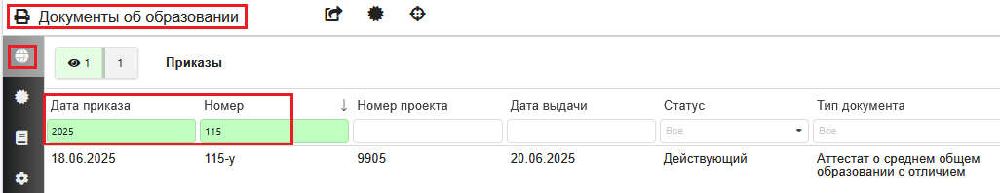 Документы об образовании
1 1 Приказы
Дата приказа Номер Номер проекта Дата выдачи Статус Тип документа
2025 115 Все Все
18.06.2025 115-у 9905 20.06.2025 Действующий Аттестат о среднем общем
образовании с отличием